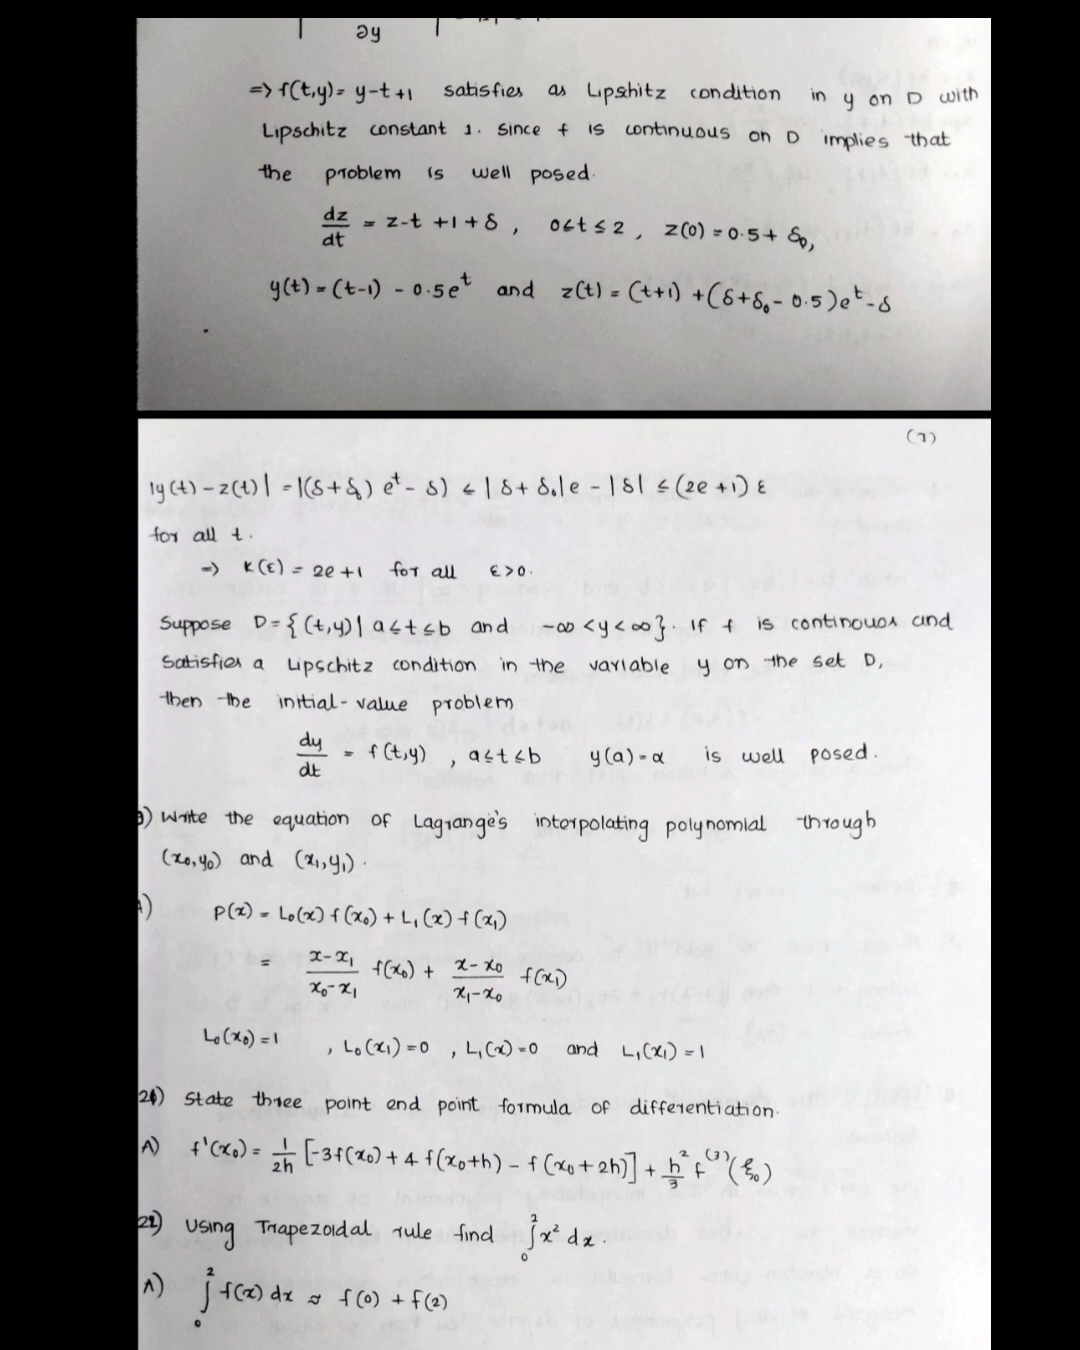 ∂y
=> f(t,y) = y-t+1 satisfies as Lipshitz condition in y on D with
Lipschitz constant 1. since f is continuous on D implies that
the problem is well posed.
dz/dt = z-t+1+δ, 0≤t≤2, z(0) = 0.5+δ₀,
y(t) = (t-1) - 0.5e^t and z(t) = (t+1) + (δ+δ₀-0.5)e^t-δ
(7)
|y(t)-z(t)| = |(δ+δ₀)e^t-δ) ≤ |δ+δ₀|e-|δ| ≤ (2e+1)ε
for all t.
=> K(ε) = 2e+1 for all ε>0.
Suppose D={(t,y)| a≤t≤b and -∞<y<∞}. If f is continouos and
satisfies a Lipschitz condition in the variable y on the set D,
then the initial-value problem
dy/dt = f(t,y), a≤t≤b y(a)=α is well posed.
) Write the equation of Lagrange's interpolating polynomial through
(x₀,y₀) and (x₁,y₁).
) P(x) = L₀(x)f(x₀) + L₁(x)f(x₁)
= x-x₁/x₀-x₁ f(x₀) + x-x₀/x₁-x₀ f(x₁)
L₀(x₀)=1, L₀(x₁)=0, L₁(x)=0 and L₁(x₁)=1
) State three point end point formula of differentiation.
A) f'(x₀) = 1/2h [-3f(x₀) + 4f(x₀+h) - f(x₀+2h)] + h²/3 f⁽³⁾(ξ₀)
) Using Trapezoidal rule find ∫₀² x² dx.
A) ∫₀² f(x) dx ≈ f(0) + f(2)